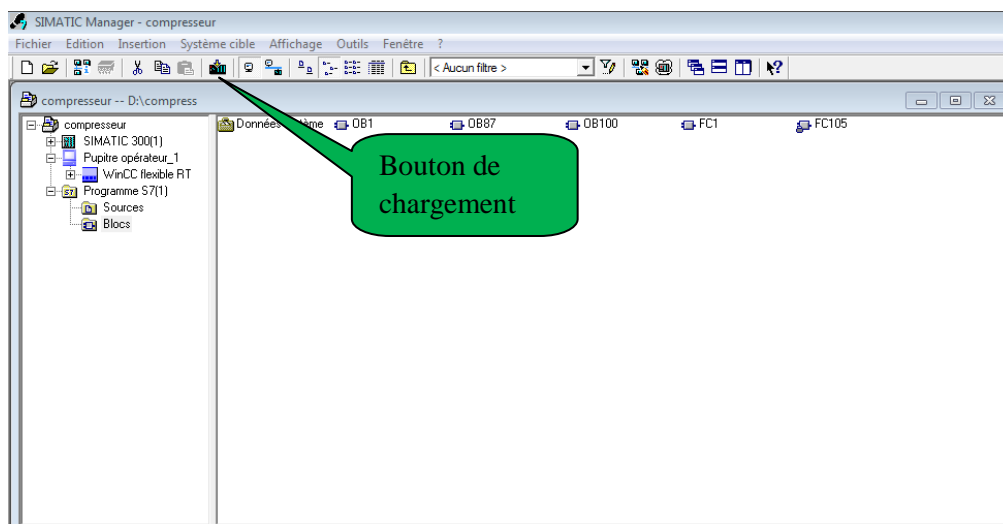 SIMATIC Manager - compresseur
Fichier Edition Insertion Système cible Affichage Outils Fenêtre ?
< Aucun filtre >
compresseur -- D:\compress
compresseur
SIMATIC 300(1)
Pupitre opérateur_1
WinCC flexible RT
Programme S7(1)
Sources
Blocs
Données tème OB1 OB87 OB100 FC1 FC105
Bouton de
chargement